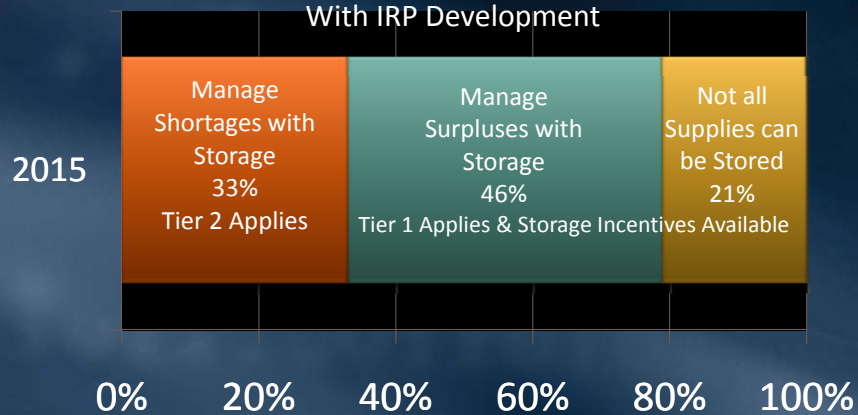 With IRP Development
Manage
Shortages with
Storage
33%
Tier 2 Applies
Manage
Surpluses with
Storage
46%
Tier 1 Applies & Storage Incentives Available
Not all
Supplies can
be Stored
21%
2015
0% 20% 40% 60% 80% 100%